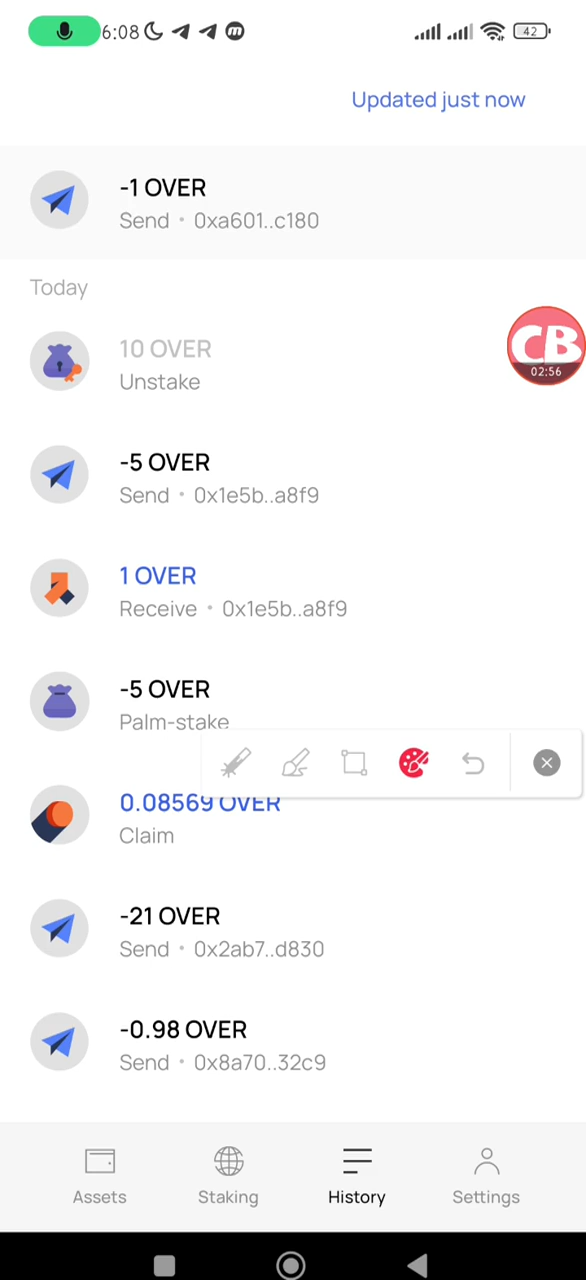 6:08
42
Updated just now
-1 OVER
Send • 0xa601..c180
Today
10 OVER
Unstake
CB
02:56
-5 OVER
Send • 0x1e5b..a8f9
1 OVER
Receive • 0x1e5b..a8f9
-5 OVER
Palm-stake
0.08569 OVER
Claim
-21 OVER
Send • 0x2ab7..d830
-0.98 OVER
Send • 0x8a70..32c9
Assets
Staking
History
Settings